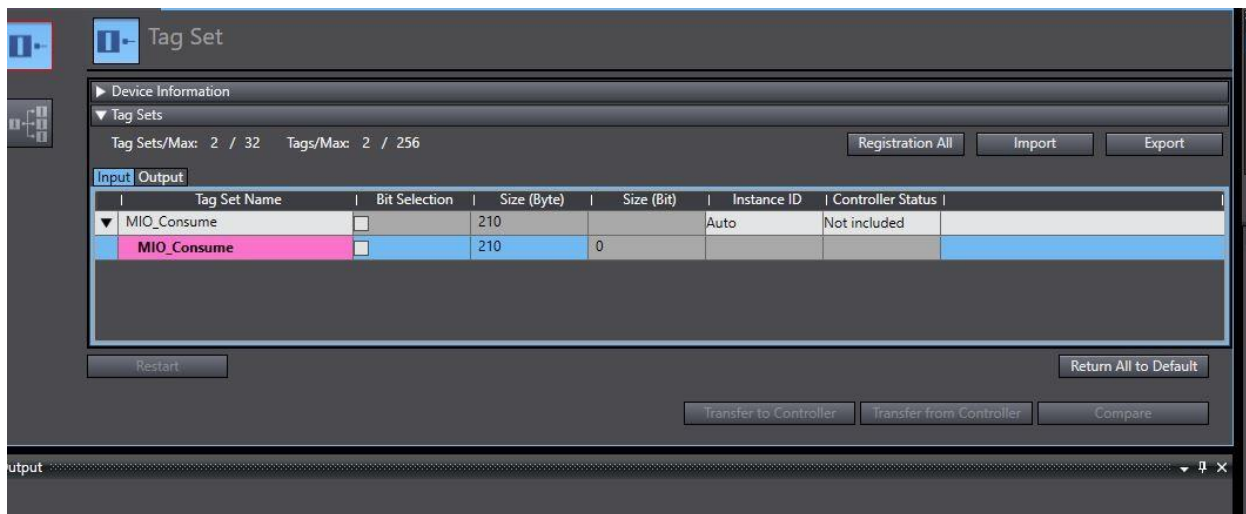 Tag Set
Device Information
Tag Sets
Tag Sets/Max: 2 / 32 Tags/Max: 2 / 256
Registration All Import Export
Input Output
Tag Set Name | Bit Selection | Size (Byte) | Size (Bit) | Instance ID | Controller Status |
MIO_Consume 210 Auto Not included
MIO_Consume 210 0
Restart
Return All to Default
Transfer to Controller Transfer from Controller Compare
utput